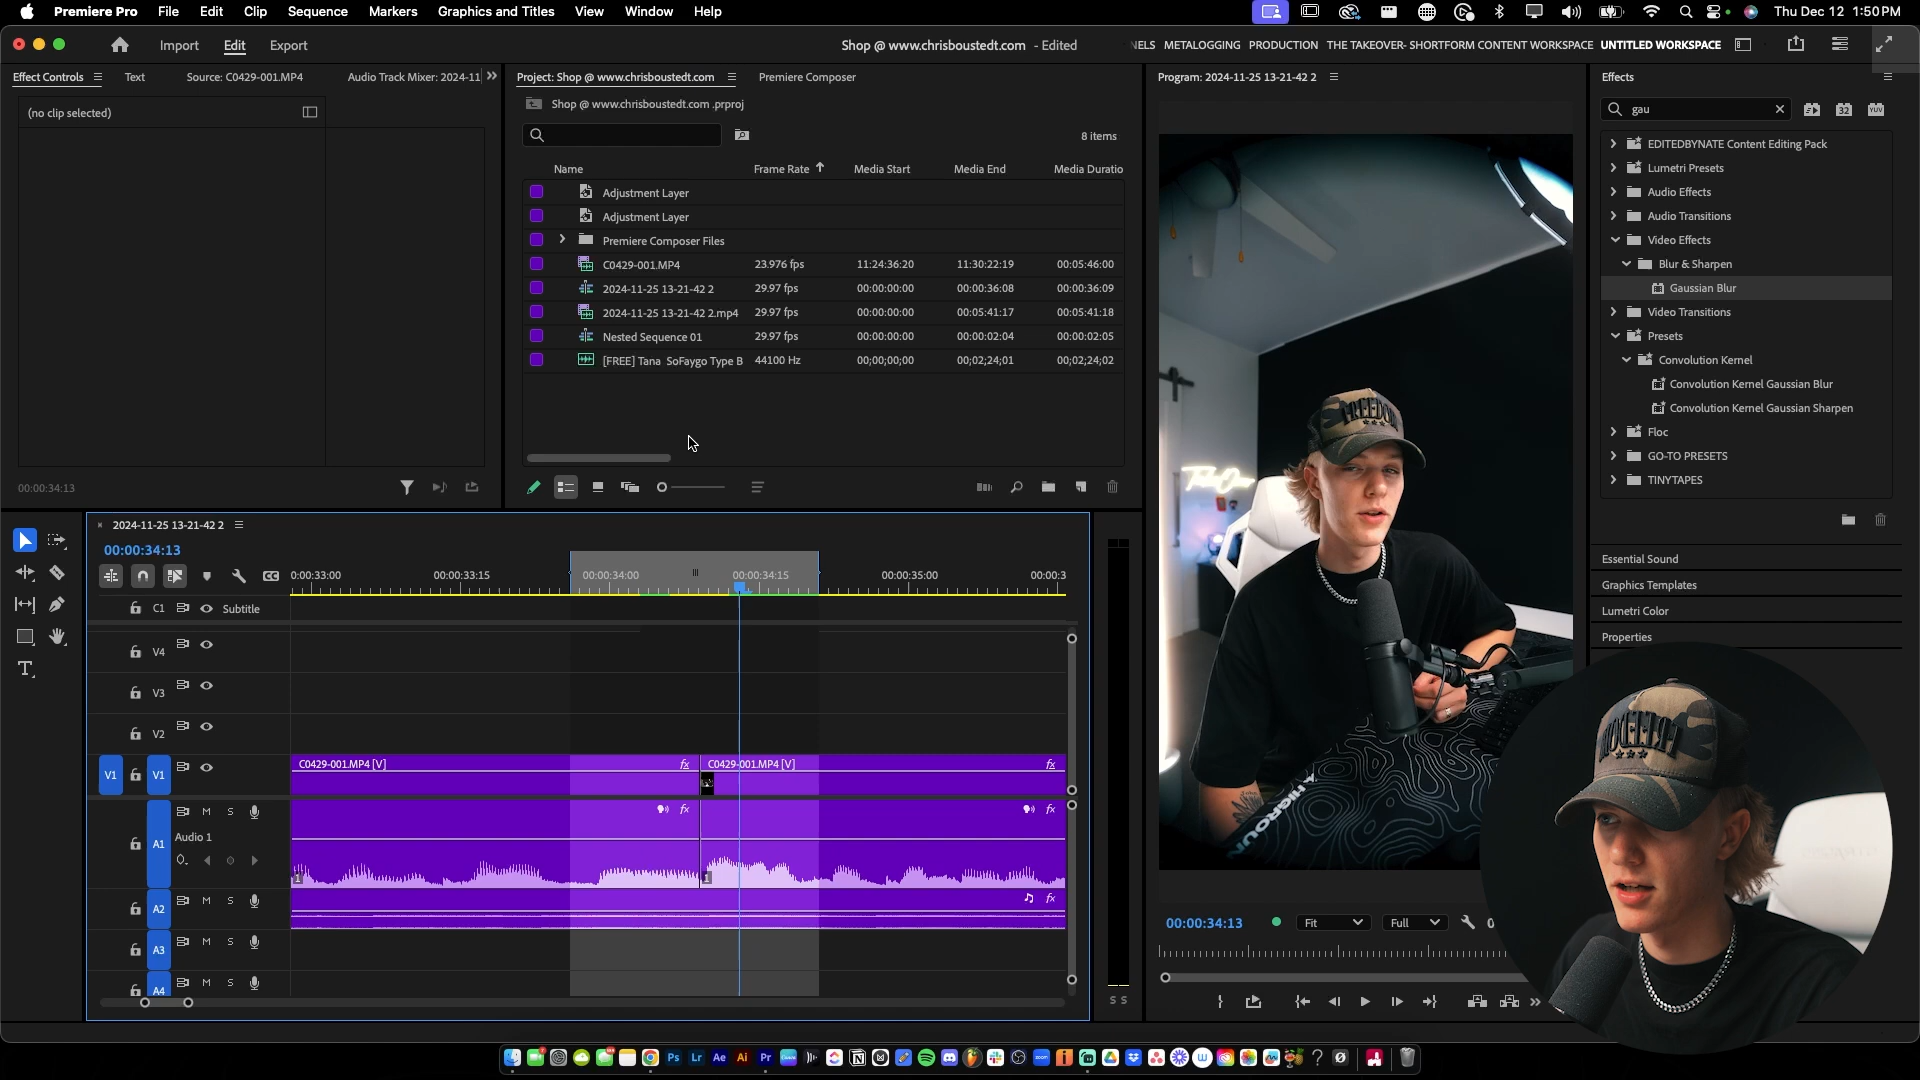 Premiere Pro File Edit Clip Sequence Markers Graphics and Titles View Window Help Thu Dec 12 1:50 PM
Import Edit Export Shop @ www.chrisboustedt.com - Edited NELS METALOGGING PRODUCTION THE TAKEOVER- SHORTFORM CONTENT WORKSPACE UNTITLED WORKSPACE
Effect Controls Text Source: C0429-001.MP4 Audio Track Mixer: 2024-11
(no clip selected)
00:00:34:13
Project: Shop @ www.chrisboustedt.com Premiere Composer
Shop @ www.chrisboustedt.com .prproj
8 items
Name Frame Rate Media Start Media End Media Duratio
Adjustment Layer
Adjustment Layer
Premiere Composer Files
C0429-001.MP4 23.976 fps 11:24:36:20 11:30:22:19 00:05:46:00
2024-11-25 13-21-42 2 29.97 fps 00:00:00:00 00:00:36:08 00:00:36:09
2024-11-25 13-21-42 2.mp4 29.97 fps 00:00:00:00 00:05:41:17 00:05:41:18
Nested Sequence 01 29.97 fps 00:00:00:00 00:00:02:04 00:00:02:05
[FREE] Tana SoFaygo Type B 44100 Hz 00;00;00;00 00;02;24;01 00;02;24;02
Program: 2024-11-25 13-21-42 2
FREEDOM
00:00:34:13 Fit Full 0
Effects
gau
32 YUV
EDITEDBYNATE Content Editing Pack
Lumetri Presets
Audio Effects
Audio Transitions
Video Effects
Blur & Sharpen
Gaussian Blur
Video Transitions
Presets
Convolution Kernel
Convolution Kernel Gaussian Blur
Convolution Kernel Gaussian Sharpen
Floc
GO-TO PRESETS
TINYTAPES
Essential Sound
Graphics Templates
Lumetri Color
Properties
2024-11-25 13-21-42 2
00:00:34:13
CC
0:00:33:00 00:00:33:15 00:00:34:00 00:00:34:15 00:00:35:00 00:00:3
C1 Subtitle
V4
V3
V2
V1 V1 C0429-001.MP4 [V] fx C0429-001.MP4 [V] fx
M S fx fx
A1 Audio 1
A2 M S fx
A3 M S
A4 M S
S S
Ps Lr Ae Ai Pr